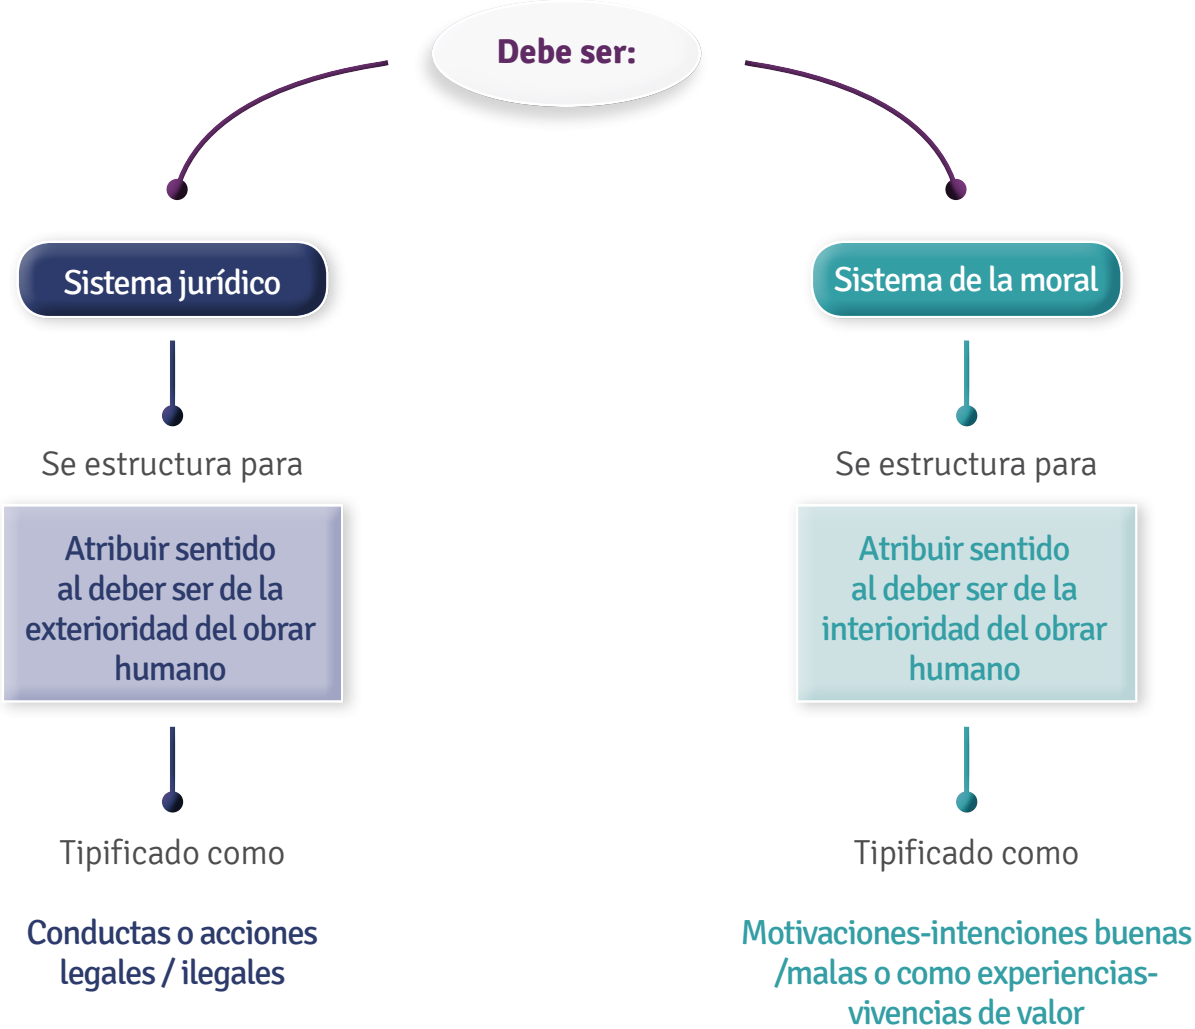 Debe ser:
Sistema jurídico
Se estructura para
Atribuir sentido
al deber ser de la
exterioridad del obrar
humano
Tipificado como
Conductas o acciones
legales / ilegales
Sistema de la moral
Se estructura para
Atribuir sentido
al deber ser de la
interioridad del obrar
humano
Tipificado como
Motivaciones-intenciones buenas
/malas o como experiencias-
vivencias de valor